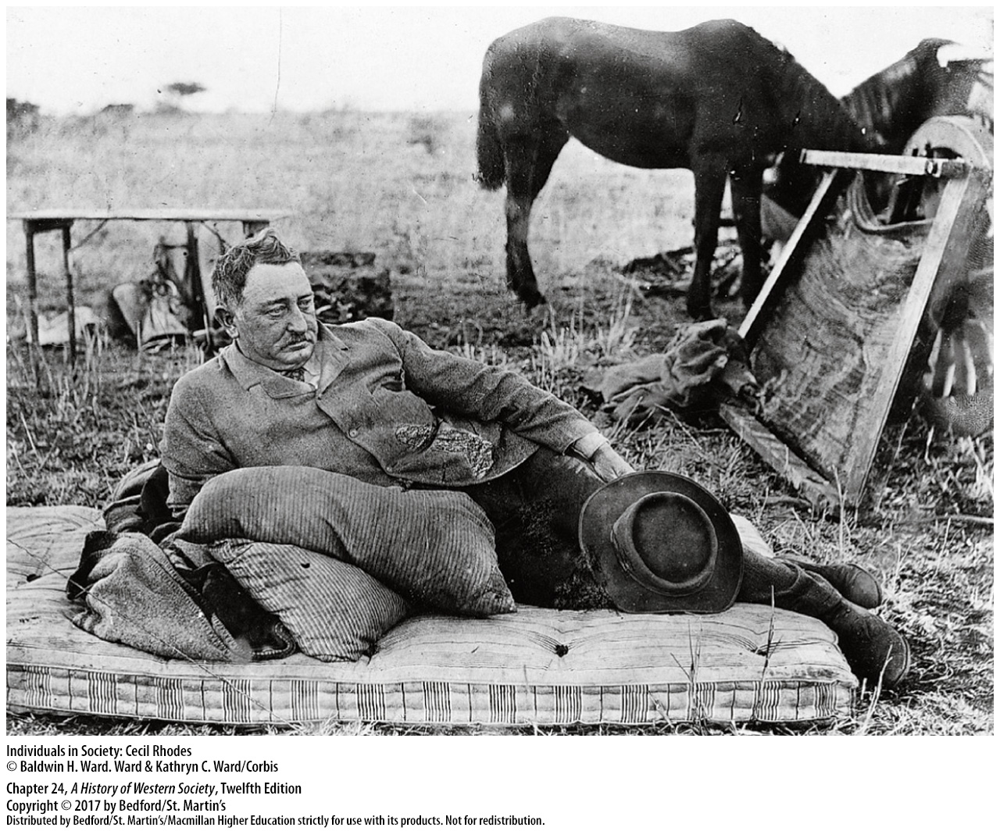 Individuals in Society: Cecil Rhodes
© Baldwin H. Ward. Ward & Kathryn C. Ward/Corbis
Chapter 24, A History of Western Society, Twelfth Edition
Copyright © 2017 by Bedford/St. Martin’s
Distributed by Bedford/St. Martin’s/Macmillan Higher Education strictly for use with its products. Not for redistribution.